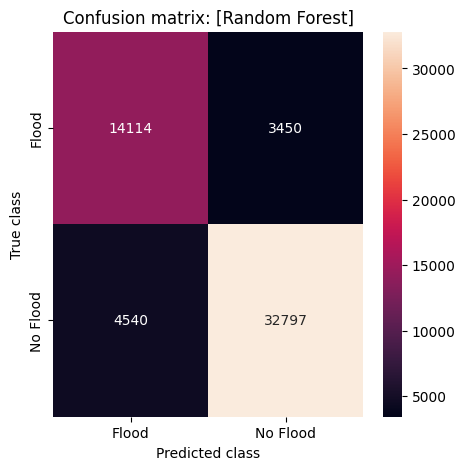 Confusion matrix: [Random Forest]
True class
Flood
14114
3450
No Flood
4540
32797
Flood
No Flood
Predicted class
30000
25000
20000
15000
10000
5000